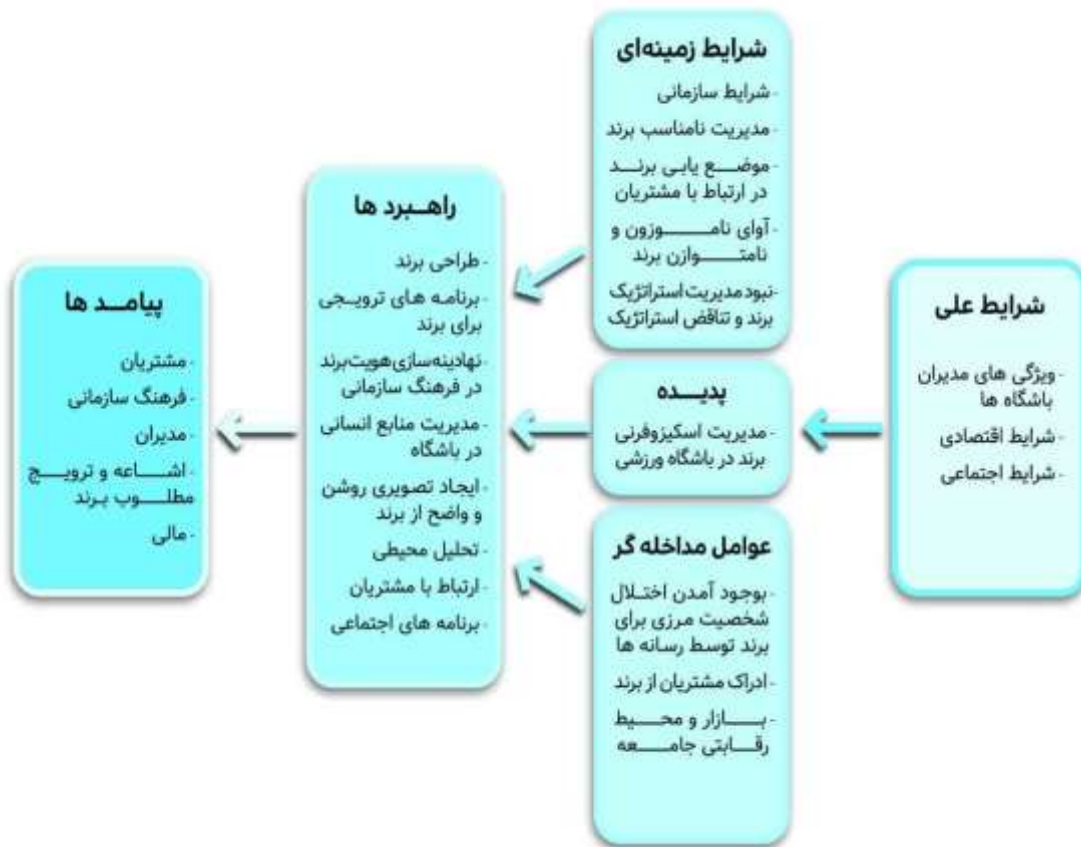 شرایط علی
- ویژگی های مدیران
باشگاه ها
- شرایط اقتصادی
- شرایط اجتماعی
شرایط زمینه‌ای
- شرایط سازمانی
- مدیریت نامناسب برند
- موضع یابی برند
در ارتباط با مشتریان
- آوای ناموزون و
نامتوازن برند
- نبود مدیریت استراتژیک
برند و تناقض استراتژیک
پدیده
- مدیریت اسکیزوفرنی
برند در باشگاه ورزشی
عوامل مداخله گر
- بوجود آمدن اختلال
شخصیت مرزی برای
برند توسط رسانه ها
- ادراک مشتریان از برند
- بازار و محیط
رقابتی جامعه
راهبرد ها
- طراحی برند
- برنامه های ترویجی
برای برند
- نهادینه‌سازی هویت برند
در فرهنگ سازمانی
- مدیریت منابع انسانی
در باشگاه
- ایجاد تصویری روشن
و واضح از برند
- تحلیل محیطی
- ارتباط با مشتریان
- برنامه های اجتماعی
پیامد ها
- مشتریان
- فرهنگ سازمانی
- مدیران
- اشاعه و ترویج
مطلوب برند
- مالی